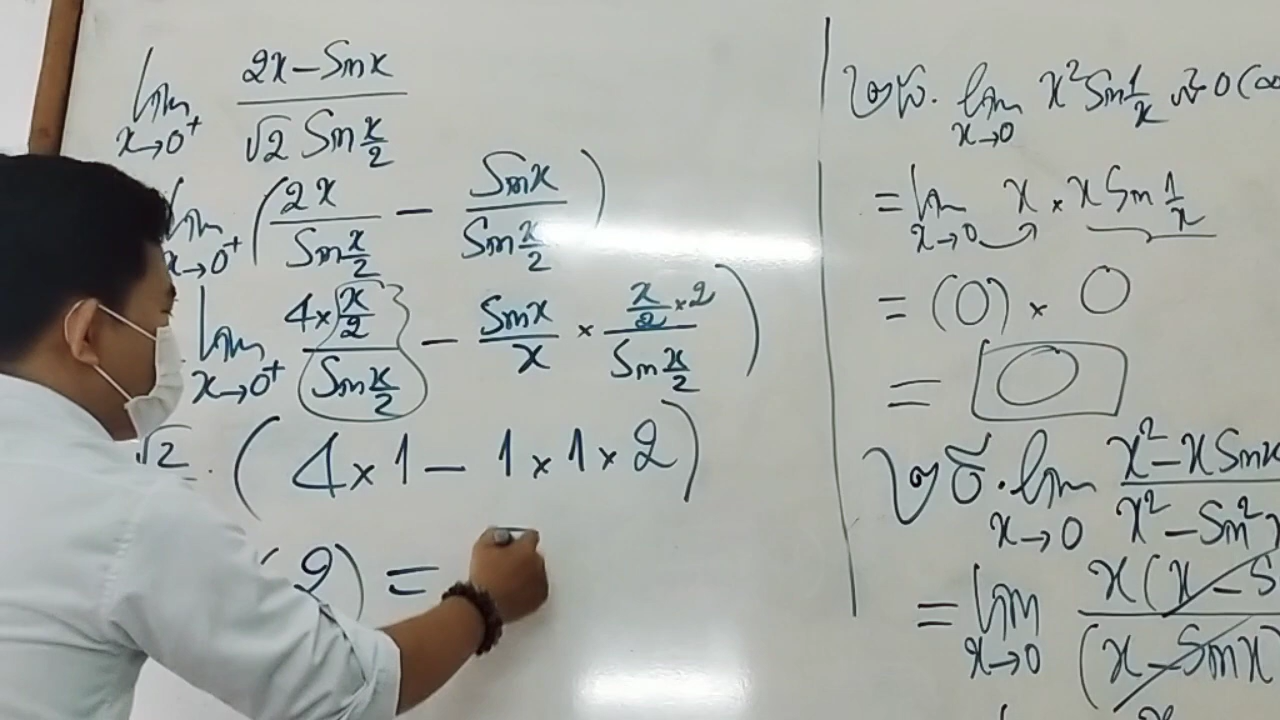 lim x→0⁺ (2x − Sin x)/(√2 Sin x/2)
lim x→0⁺ (2x/(Sin x/2) − Sin x/(Sin x/2))
lim x→0⁺ (4×x/2)/(Sin x/2) − Sin x/x × (x/2 × 2)/(Sin x/2))
√2 . (4×1 − 1×1×2)
(2) =
lim x→0 x² Sin 1/x
= lim x→0 x × x Sin 1/x
= (0) × 0
= 0
lim x→0 (x² − x Sin x)/(x² − Sin² x)
= lim x→0 x(x − S/(x − Sin x)